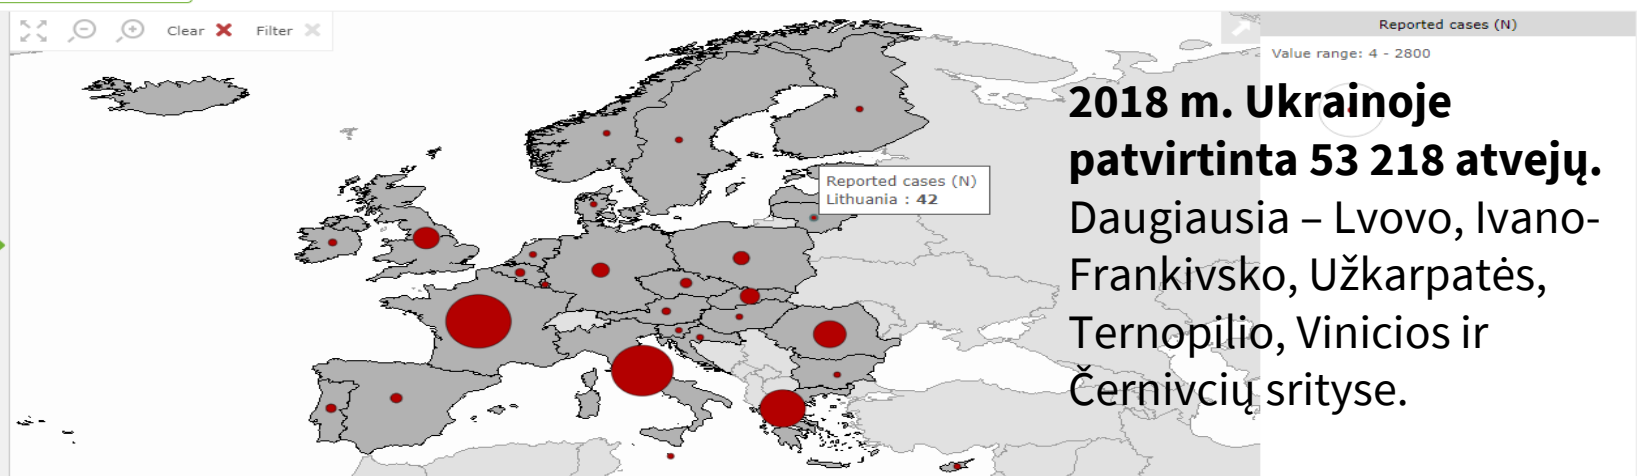 Clear
Filter
Reported cases (N)
Value range: 4 - 2800
2018 m. Ukrainoje
patvirtinta 53 218 atvejų.
Daugiausia – Lvovo, Ivano-
Frankivsko, Užkarpatės,
Ternopilio, Vinicios ir
Černivcių srityse.
Reported cases (N)
Lithuania : 42